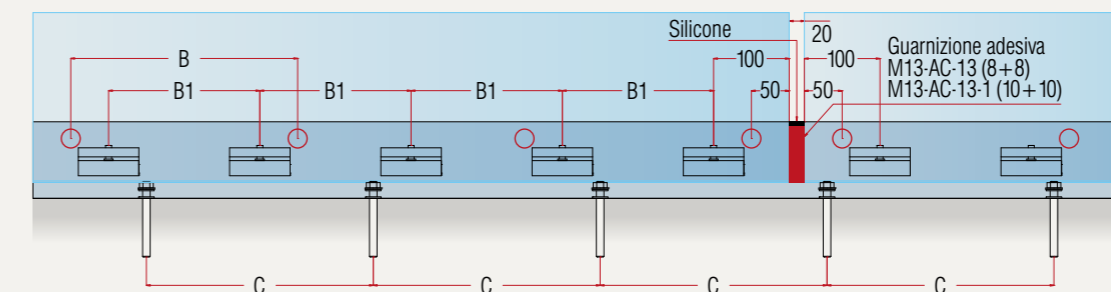 Silicone
20
Guarnizione adesiva
M13-AC-13 (8+8)
M13-AC-13-1 (10+10)
B
100
100
B1
B1
B1
B1
50
50
C
C
C
C